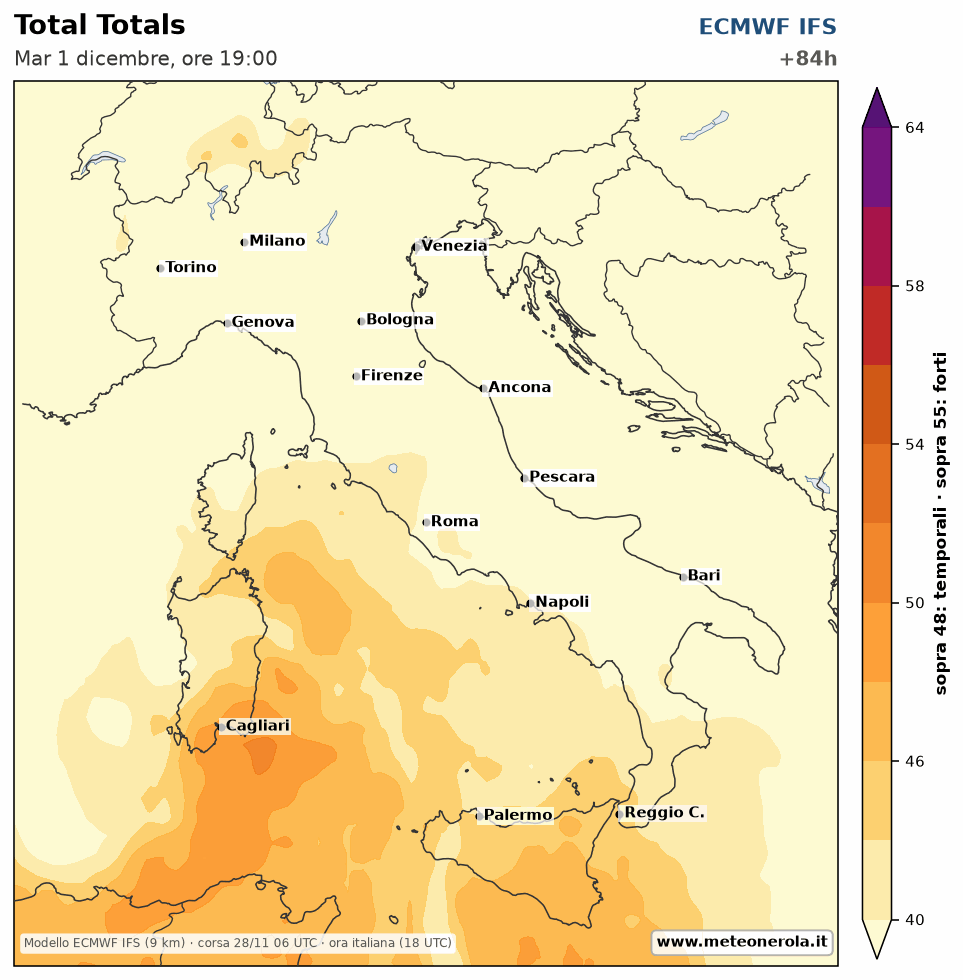 Total Totals
ECMWF IFS
Mar 1 dicembre, ore 19:00
+84h
Milano
Venezia
Torino
Genova
Bologna
Firenze
Ancona
Pescara
Roma
Bari
Napoli
Cagliari
Palermo
Reggio C.
64
58
54
50
46
40
sopra 48: temporali · sopra 55: forti
Modello ECMWF IFS (9 km) · corsa 28/11 06 UTC · ora italiana (18 UTC)
www.meteonerola.it